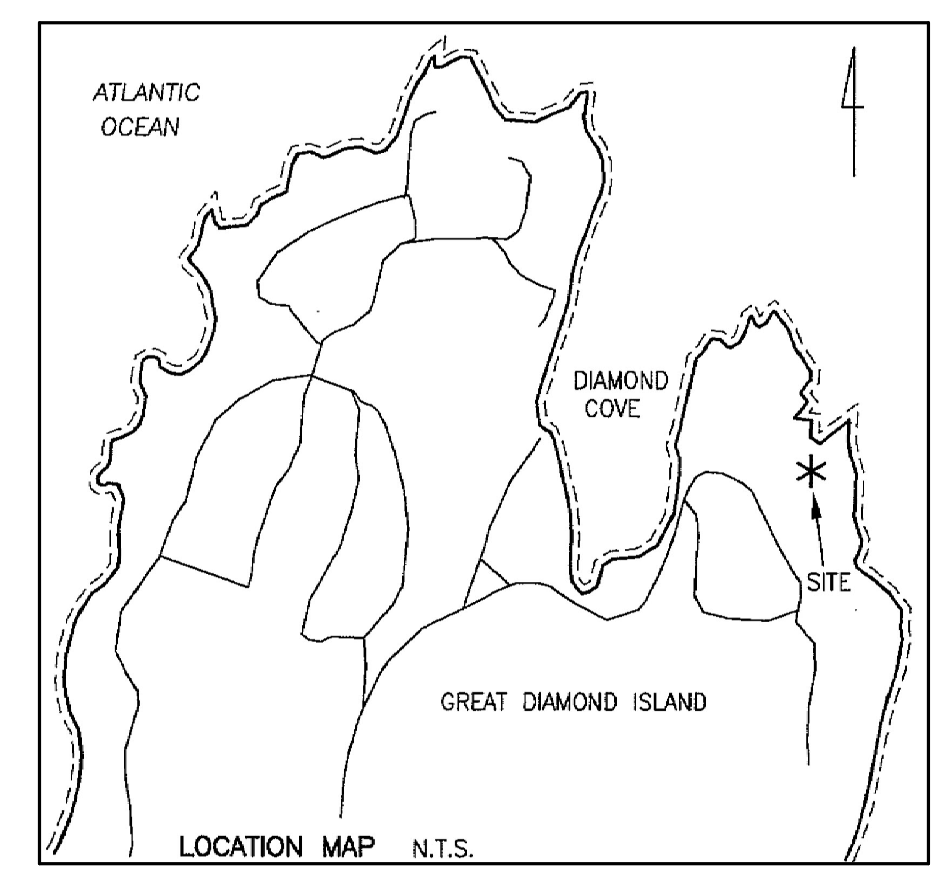 ATLANTIC
OCEAN
DIAMOND
COVE
SITE
GREAT DIAMOND ISLAND
LOCATION MAP N.T.S.